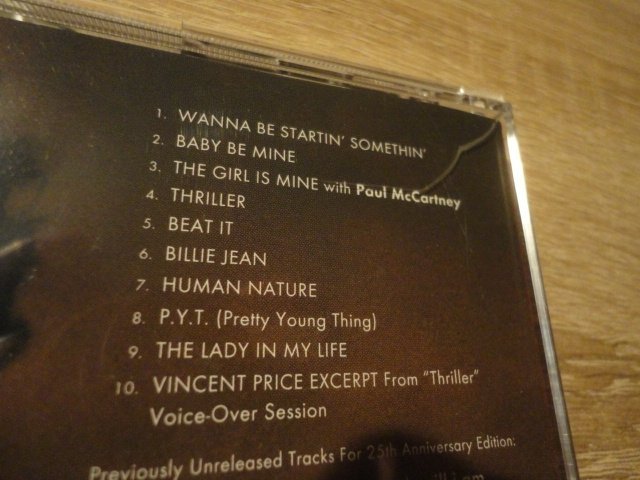 1. WANNA BE STARTIN' SOMETHIN'
2. BABY BE MINE
3. THE GIRL IS MINE with Paul McCartney
4. THRILLER
5. BEAT IT
6. BILLIE JEAN
7. HUMAN NATURE
8. P.Y.T. (Pretty Young Thing)
9. THE LADY IN MY LIFE
10. VINCENT PRICE EXCERPT From "Thriller"
Voice-Over Session
Previously Unreleased Tracks For 25th Anniversary Edition:
will.i.am